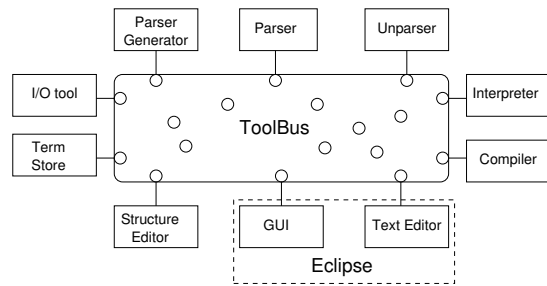 Parser
Generator
Parser
Unparser
I/O tool
Interpreter
ToolBus
Term
Store
Compiler
Structure
Editor
GUI
Text Editor
Eclipse